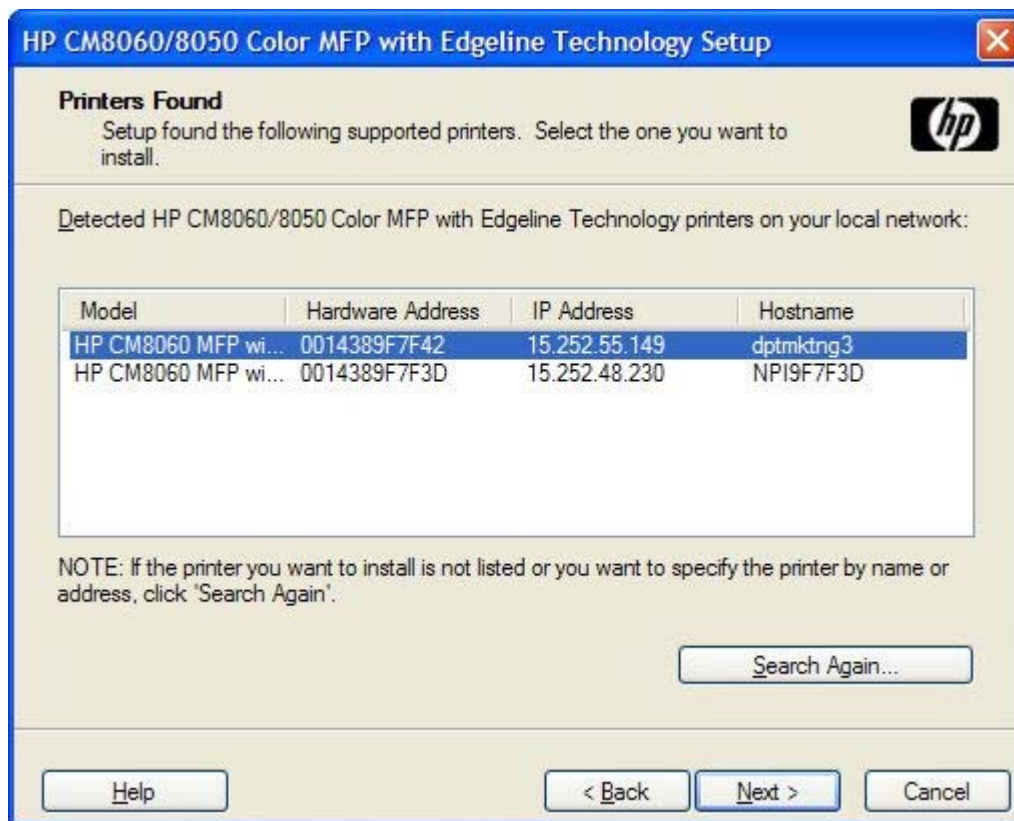 HP CM8060/8050 Color MFP with Edgeline Technology Setup
Printers Found
Setup found the following supported printers. Select the one you want to
install.
hp
Detected HP CM8060/8050 Color MFP with Edgeline Technology printers on your local network:
Model Hardware Address IP Address Hostname
HP CM8060 MFP wi... 0014389F7F42 15.252.55.149 dptmktng3
HP CM8060 MFP wi... 0014389F7F3D 15.252.48.230 NPI9F7F3D
NOTE: If the printer you want to install is not listed or you want to specify the printer by name or
address, click 'Search Again'.
Search Again...
Help < Back Next > Cancel